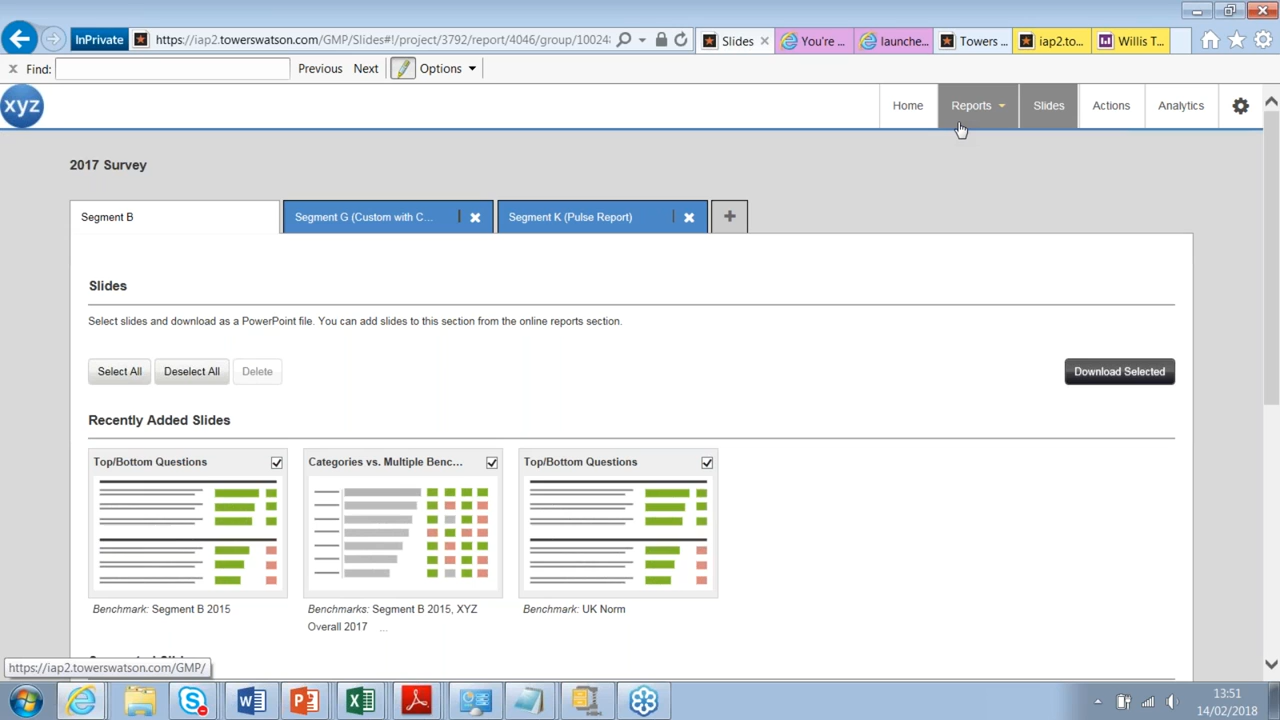 InPrivate
https://iap2.towerswatson.com/GMP/Slides#!/project/3792/report/4046/group/10024
Slides
You're ...
launche...
Towers ...
iap2.to...
Willis T...
x Find:
Previous
Next
Options
xyz
Home
Reports
Slides
Actions
Analytics
2017 Survey
Segment B
Segment G (Custom with C...
Segment K (Pulse Report)
+
Slides
Select slides and download as a PowerPoint file. You can add slides to this section from the online reports section.
Select All
Deselect All
Delete
Download Selected
Recently Added Slides
Top/Bottom Questions
Categories vs. Multiple Benc...
Top/Bottom Questions
Benchmark: Segment B 2015
Benchmarks: Segment B 2015, XYZ
Overall 2017 ...
Benchmark: UK Norm
https://iap2.towerswatson.com/GMP/
13:51
14/02/2018